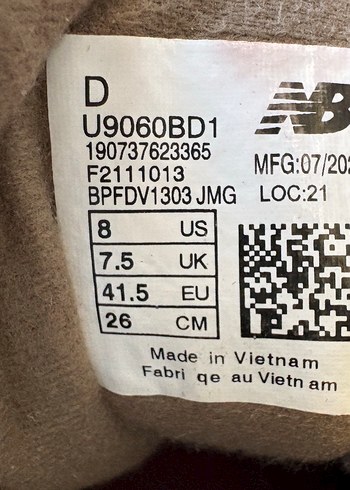 D
NB
U9060BD1
190737623365
F2111013
MFG:07/202
BPFDV1303 JMG
LOC:21
8 US
7.5 UK
41.5 EU
26 CM
Made in Vietnam
Fabri qe au Vietn am